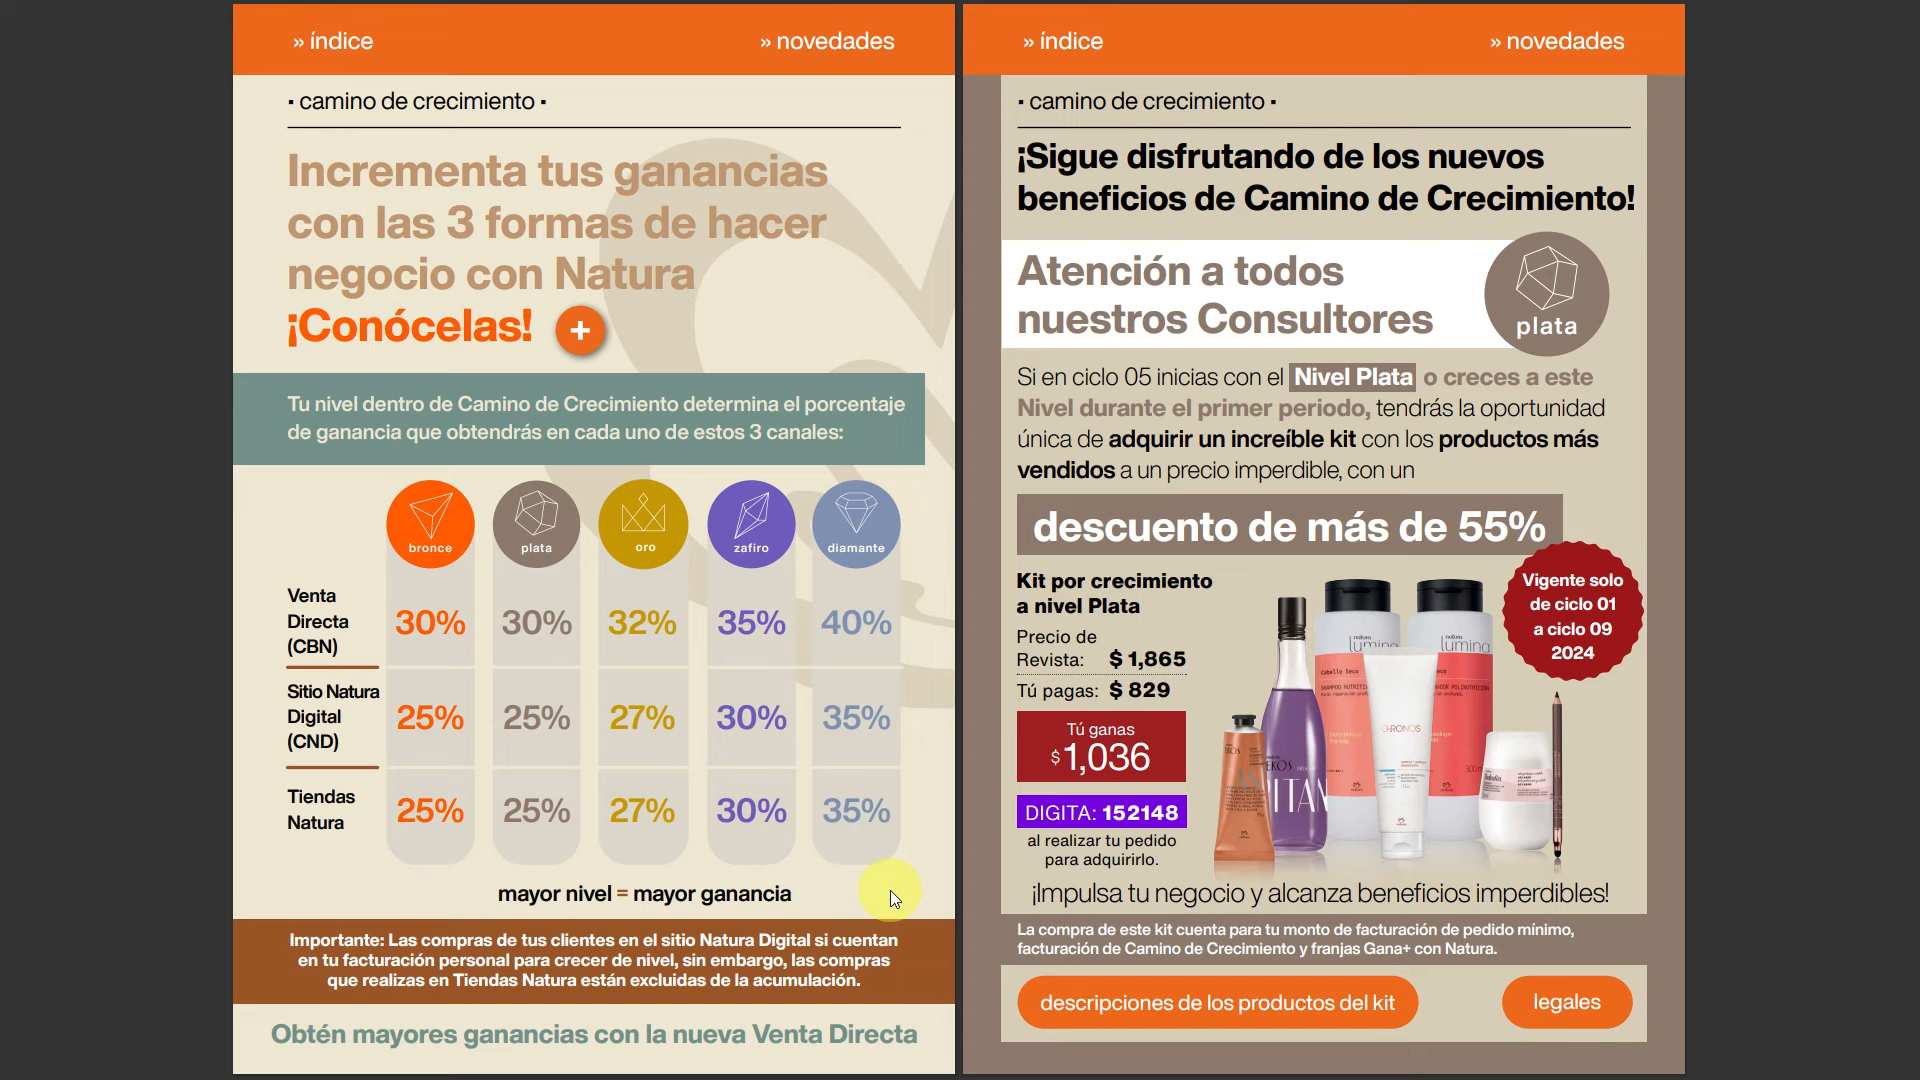 » índice
» novedades
· camino de crecimiento ·
Incrementa tus ganancias
con las 3 formas de hacer
negocio con Natura
¡Conócelas! +
Tu nivel dentro de Camino de Crecimiento determina el porcentaje
de ganancia que obtendrás en cada uno de estos 3 canales:
bronce
plata
oro
zafiro
diamante
Venta
Directa
(CBN)
30% 30% 32% 35% 40%
Sitio Natura
Digital
(CND)
25% 25% 27% 30% 35%
Tiendas
Natura
25% 25% 27% 30% 35%
mayor nivel = mayor ganancia
Importante: Las compras de tus clientes en el sitio Natura Digital si cuentan
en tu facturación personal para crecer de nivel, sin embargo, las compras
que realizas en Tiendas Natura están excluidas de la acumulación.
Obtén mayores ganancias con la nueva Venta Directa
» índice
» novedades
· camino de crecimiento ·
¡Sigue disfrutando de los nuevos
beneficios de Camino de Crecimiento!
Atención a todos
nuestros Consultores
plata
Si en ciclo 05 inicias con el Nivel Plata o creces a este
Nivel durante el primer periodo, tendrás la oportunidad
única de adquirir un increíble kit con los productos más
vendidos a un precio imperdible, con un
descuento de más de 55%
Vigente solo
de ciclo 01
a ciclo 09
2024
Kit por crecimiento
a nivel Plata
Precio de
Revista: $ 1,865
Tú pagas: $ 829
Tú ganas
$1,036
DIGITA: 152148
al realizar tu pedido
para adquirirlo.
natura
lumina
natura
lumina
Cabello Seco
CHRONOS
EKOS
¡Impulsa tu negocio y alcanza beneficios imperdibles!
La compra de este kit cuenta para tu monto de facturación de pedido mínimo,
facturación de Camino de Crecimiento y franjas Gana+ con Natura.
descripciones de los productos del kit
legales